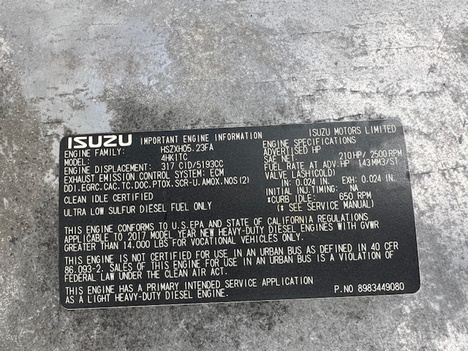 ISUZU IMPORTANT ENGINE INFORMATION ISUZU MOTORS LIMITED
ENGINE FAMILY: HSZXH05.23FA
MODEL: 4HK1TC
ENGINE DISPLACEMENT: 317 CID/5193CC
EXHAUST EMISSION CONTROL SYSTEM: ECM
DDI.EGRC.CAC.TC.DOC.PTOX.SCR-U.AMOX.NOS(2)
CLEAN IDLE CERTIFIED
ULTRA LOW SULFUR DIESEL FUEL ONLY
ENGINE SPECIFICATIONS
ADVERTISED HP
SAE NET. 210HP/2500RPM
FUEL RATE AT ADV.HP 143MM3/ST
VALVE LASH(COLD)
IN: 0.024 IN EXH: 0.024 IN
INITIAL INJ.TIMING: NA
*CURB IDLE: 650 RPM
(* SEE SERVICE MANUAL)
THIS ENGINE CONFORMS TO U.S.EPA AND STATE OF CALIFORNIA REGULATIONS
APPLICABLE TO 2017 MODEL YEAR NEW HEAVY-DUTY DIESEL ENGINES WITH GVWR
GREATER THAN 14.000 LBS FOR VOCATIONAL VEHICLES ONLY.
THIS ENGINE IS NOT CERTIFIED FOR USE IN AN URBAN BUS AS DEFINED IN 40 CFR
86.093-2. SALES OF THIS ENGINE FOR USE IN AN URBAN BUS IS A VIOLATION OF
FEDERAL LAW UNDER THE CLEAN AIR ACT.
THIS ENGINE HAS A PRIMARY INTENDED SERVICE APPLICATION
AS A LIGHT HEAVY-DUTY DIESEL ENGINE. P.NO 8983449080